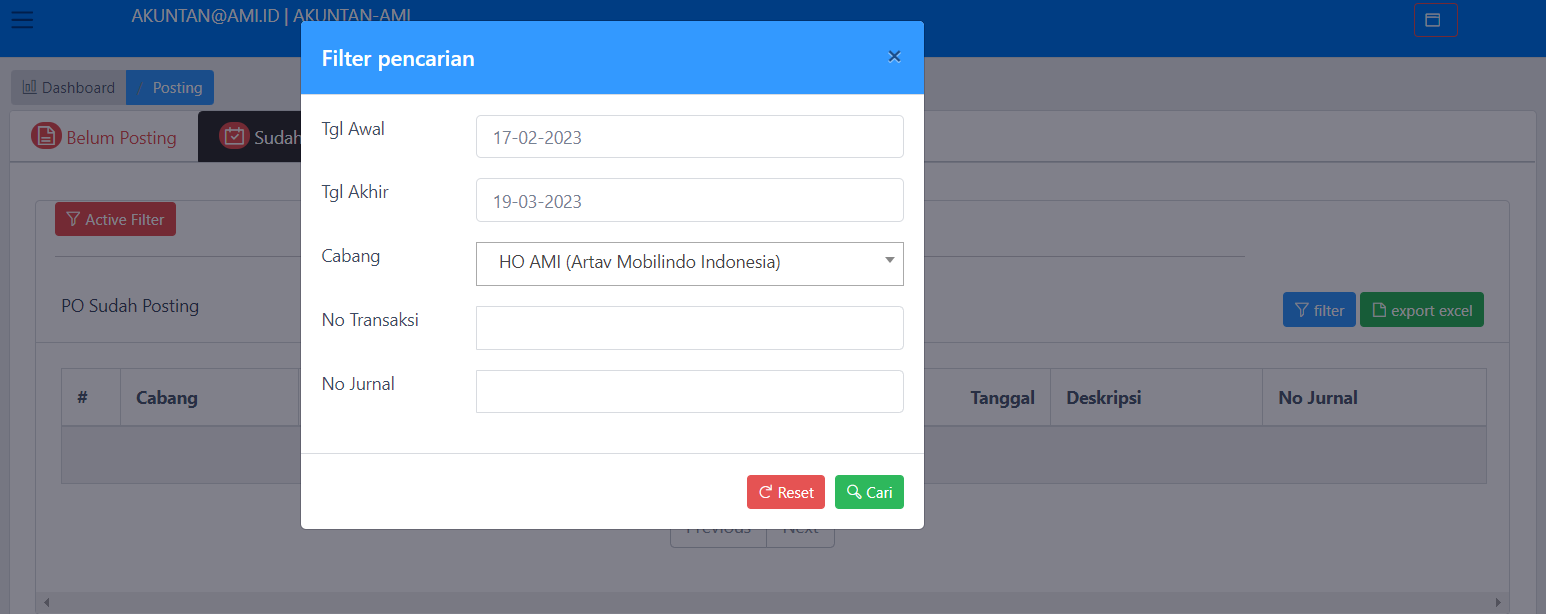 AKUNTAN@AMI.ID | AKUNTAN-AMI
Filter pencarian
×
Dashboard / Posting
Belum Posting
Sudah
Tgl Awal
17-02-2023
Tgl Akhir
19-03-2023
Active Filter
Cabang
HO AMI (Artav Mobilindo Indonesia)
PO Sudah Posting
filter
export excel
No Transaksi
No Jurnal
#
Cabang
Tanggal
Deskripsi
No Jurnal
Reset
Cari
Previous
Next